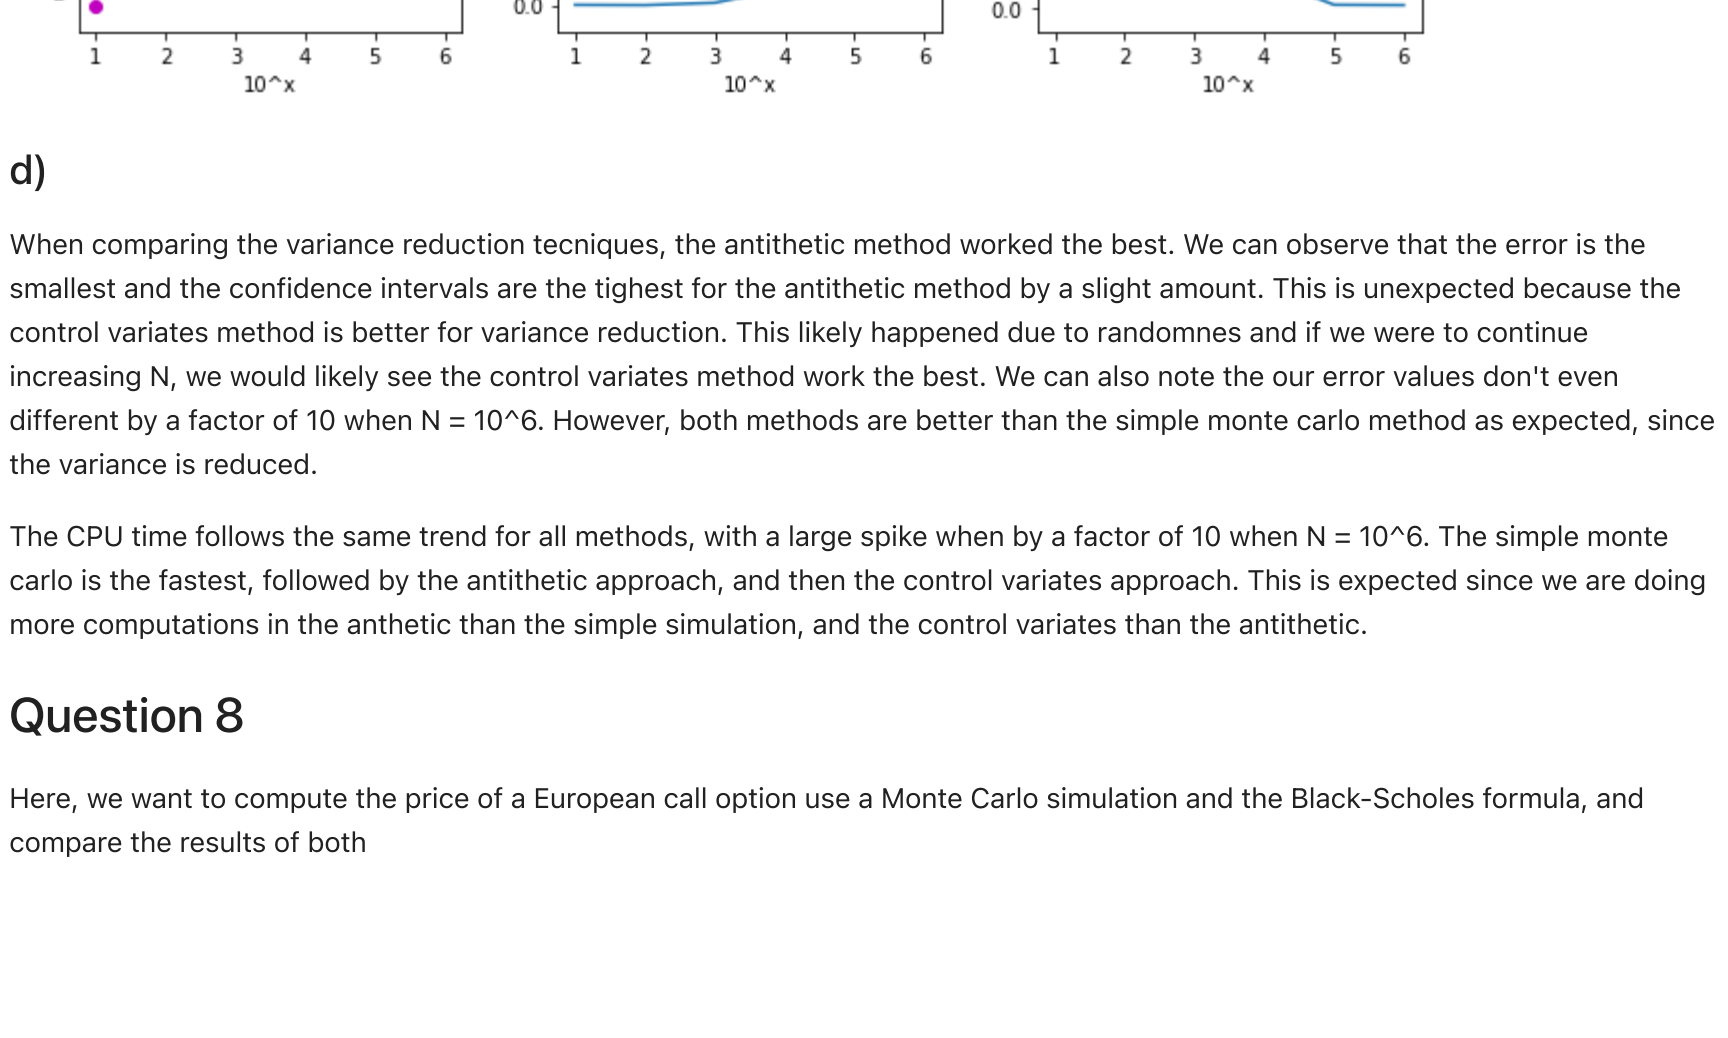 0.0 0.0
1 2 3 4 5 6 1 2 3 4 5 6 1 2 3 4 5 6
10^x 10^x 10^x
d)
When comparing the variance reduction tecniques, the antithetic method worked the best. We can observe that the error is the
smallest and the confidence intervals are the tighest for the antithetic method by a slight amount. This is unexpected because the
control variates method is better for variance reduction. This likely happened due to randomnes and if we were to continue
increasing N, we would likely see the control variates method work the best. We can also note the our error values don't even
different by a factor of 10 when N = 10^6. However, both methods are better than the simple monte carlo method as expected, since
the variance is reduced.
The CPU time follows the same trend for all methods, with a large spike when by a factor of 10 when N = 10^6. The simple monte
carlo is the fastest, followed by the antithetic approach, and then the control variates approach. This is expected since we are doing
more computations in the anthetic than the simple simulation, and the control variates than the antithetic.
Question 8
Here, we want to compute the price of a European call option use a Monte Carlo simulation and the Black-Scholes formula, and
compare the results of both